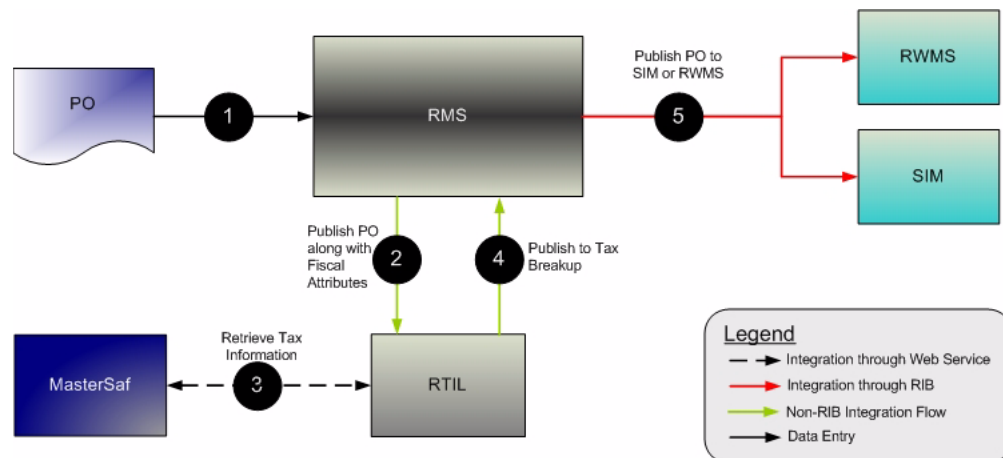 PO
1
RMS
Publish PO to
SIM or RWMS
5
RWMS
SIM
Publish PO
along with
Fiscal
Attributes
2
4
Publish to Tax
Breakup
MasterSaf
Retrieve Tax
Information
3
RTIL
Legend
Integration through Web Service
Integration through RIB
Non-RIB Integration Flow
Data Entry